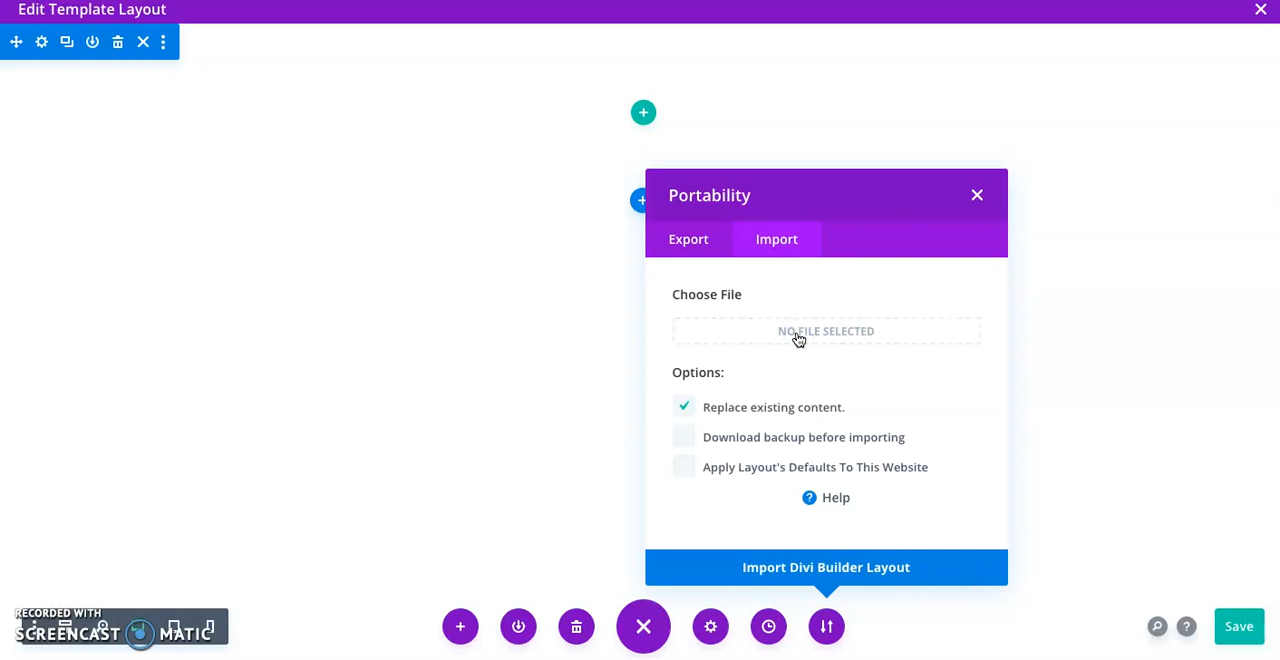 Edit Template Layout
Portability
Export Import
Choose File
NO FILE SELECTED
Options:
Replace existing content.
Download backup before importing
Apply Layout's Defaults To This Website
Help
Import Divi Builder Layout
RECORDED WITH
SCREENCAST MATIC
Save